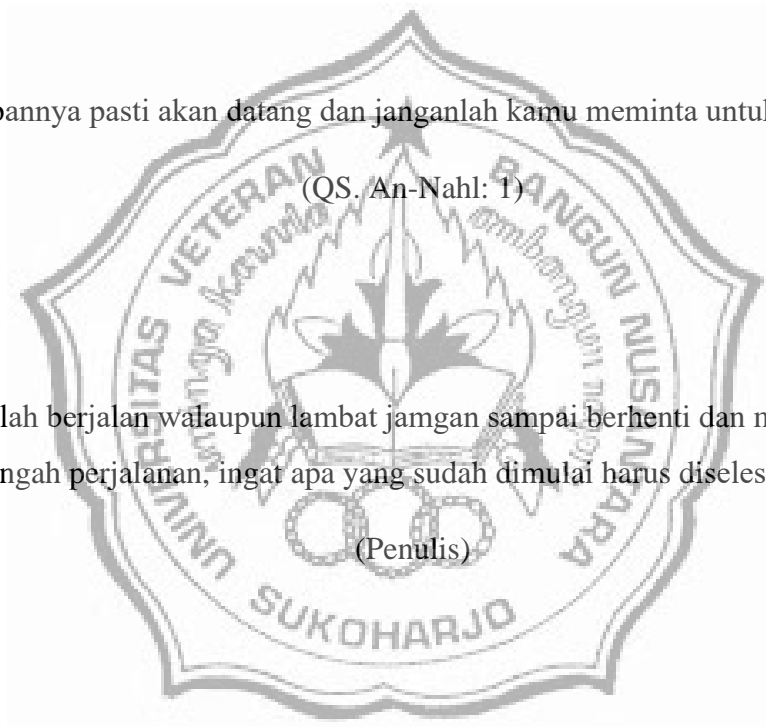 pannya pasti akan datang dan janganlah kamu meminta untuk
(QS. An-Nahl: 1)
lah berjalan walaupun lambat jamgan sampai berhenti dan
ngah perjalanan, ingat apa yang sudah dimulai harus diseles
(Penulis)
UNIVERSITAS VETERAN BANGUN NUSANTARA
SUKOHARJO